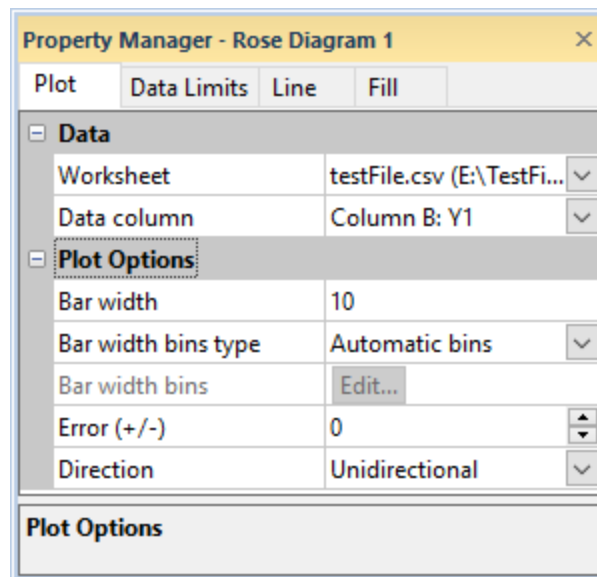 Property Manager - Rose Diagram 1
Plot Data Limits Line Fill
Data
Worksheet testFile.csv (E:\TestFi...
Data column Column B: Y1
Plot Options
Bar width 10
Bar width bins type Automatic bins
Bar width bins Edit...
Error (+/-) 0
Direction Unidirectional
Plot Options